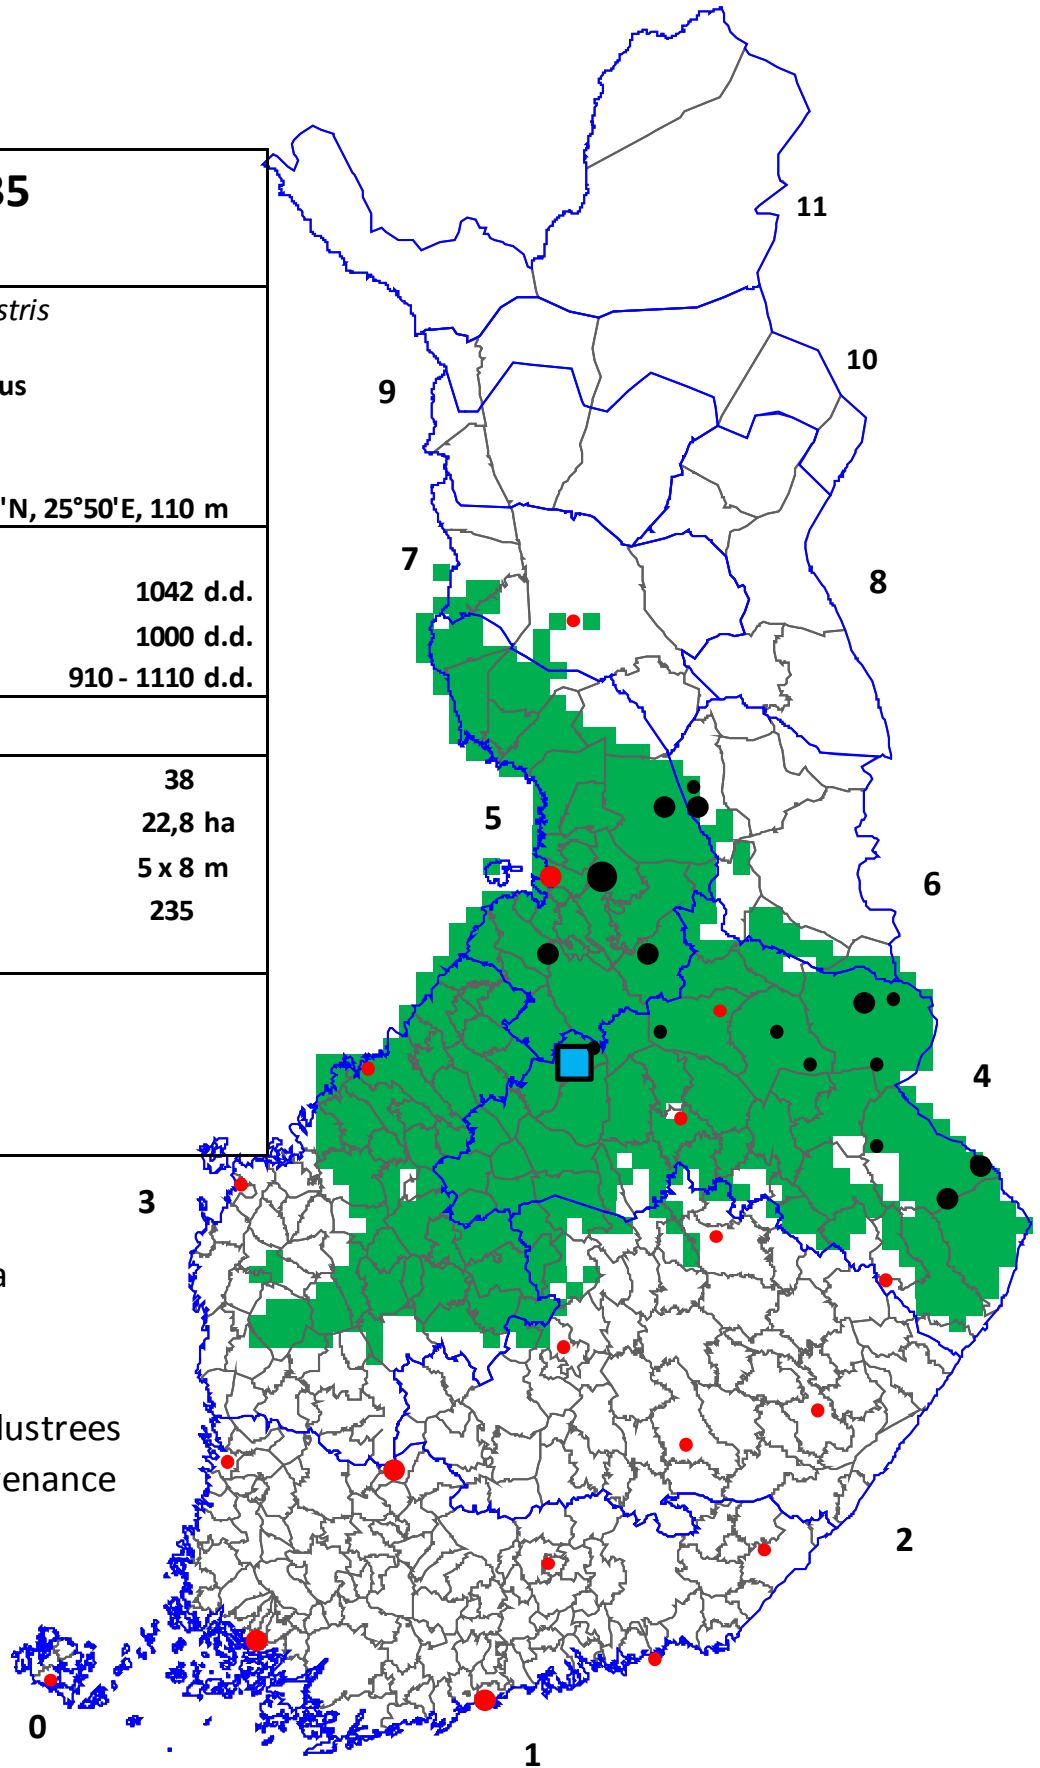 35
stris
us
'N, 25°50'E, 110 m
1042 d.d.
1000 d.d.
910 - 1110 d.d.
38
22,8 ha
5 x 8 m
235
a
lustrees
enance
11
10
9
8
7
6
5
4
3
2
1
0